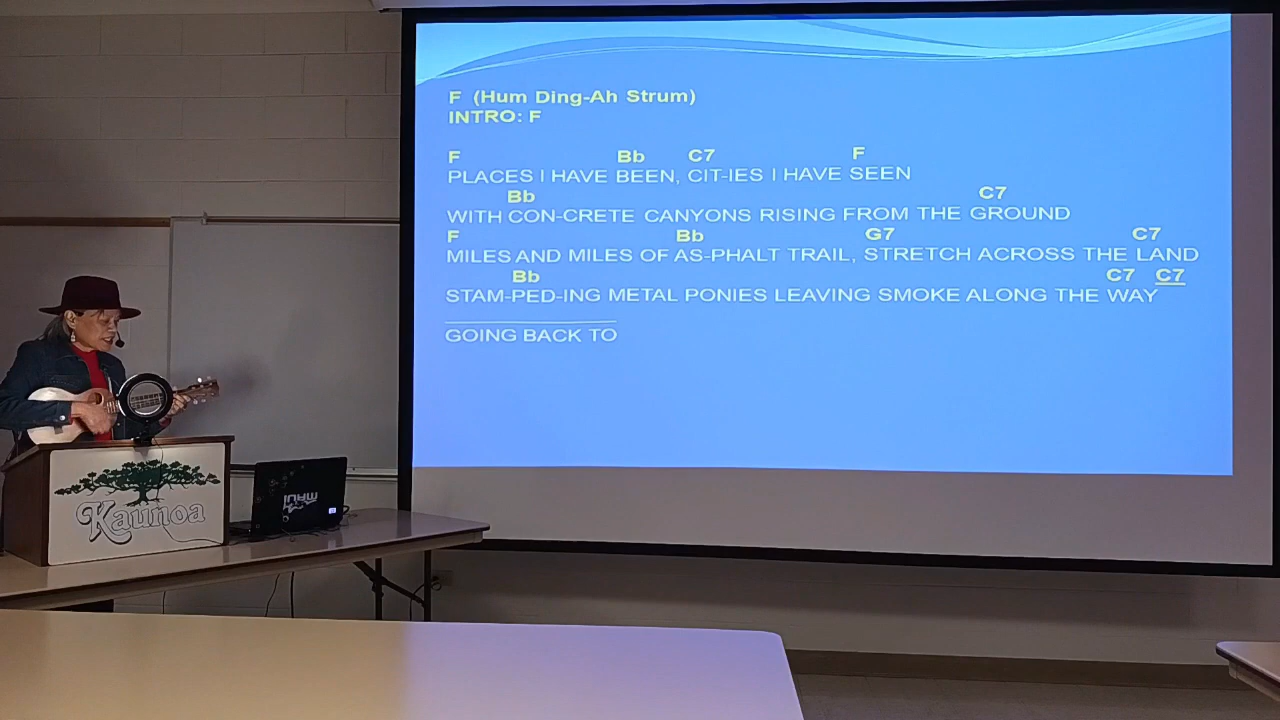 F (Hum Ding-Ah Strum)
INTRO: F
F Bb C7 F
PLACES I HAVE BEEN, CIT-IES I HAVE SEEN
Bb C7
WITH CON-CRETE CANYONS RISING FROM THE GROUND
F Bb G7 C7
MILES AND MILES OF AS-PHALT TRAIL, STRETCH ACROSS THE LAND
Bb C7 C7
STAM-PED-ING METAL PONIES LEAVING SMOKE ALONG THE WAY
GOING BACK TO
Kaunoa
MAUI